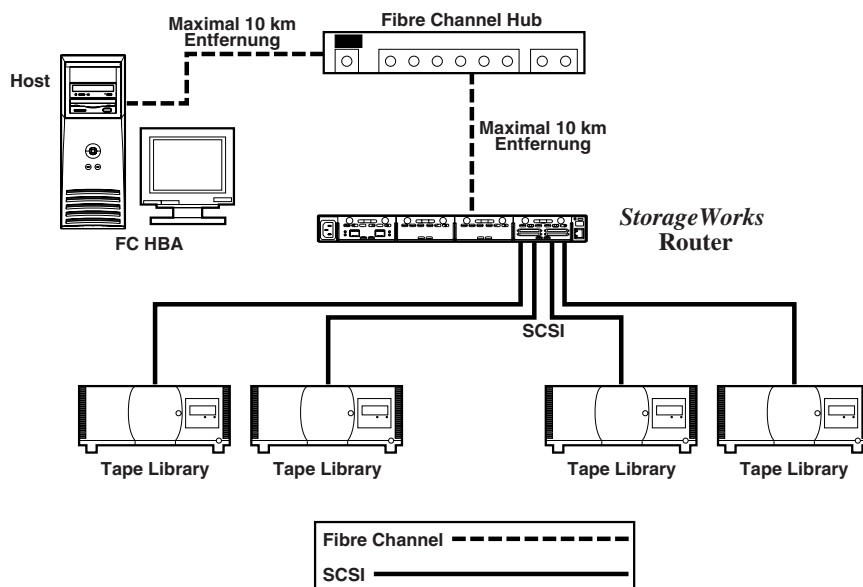 Maximal 10 km
Entfernung
Fibre Channel Hub
Host
Maximal 10 km
Entfernung
FC HBA
StorageWorks
Router
SCSI
Tape Library
Tape Library
Tape Library
Tape Library
Fibre Channel
SCSI